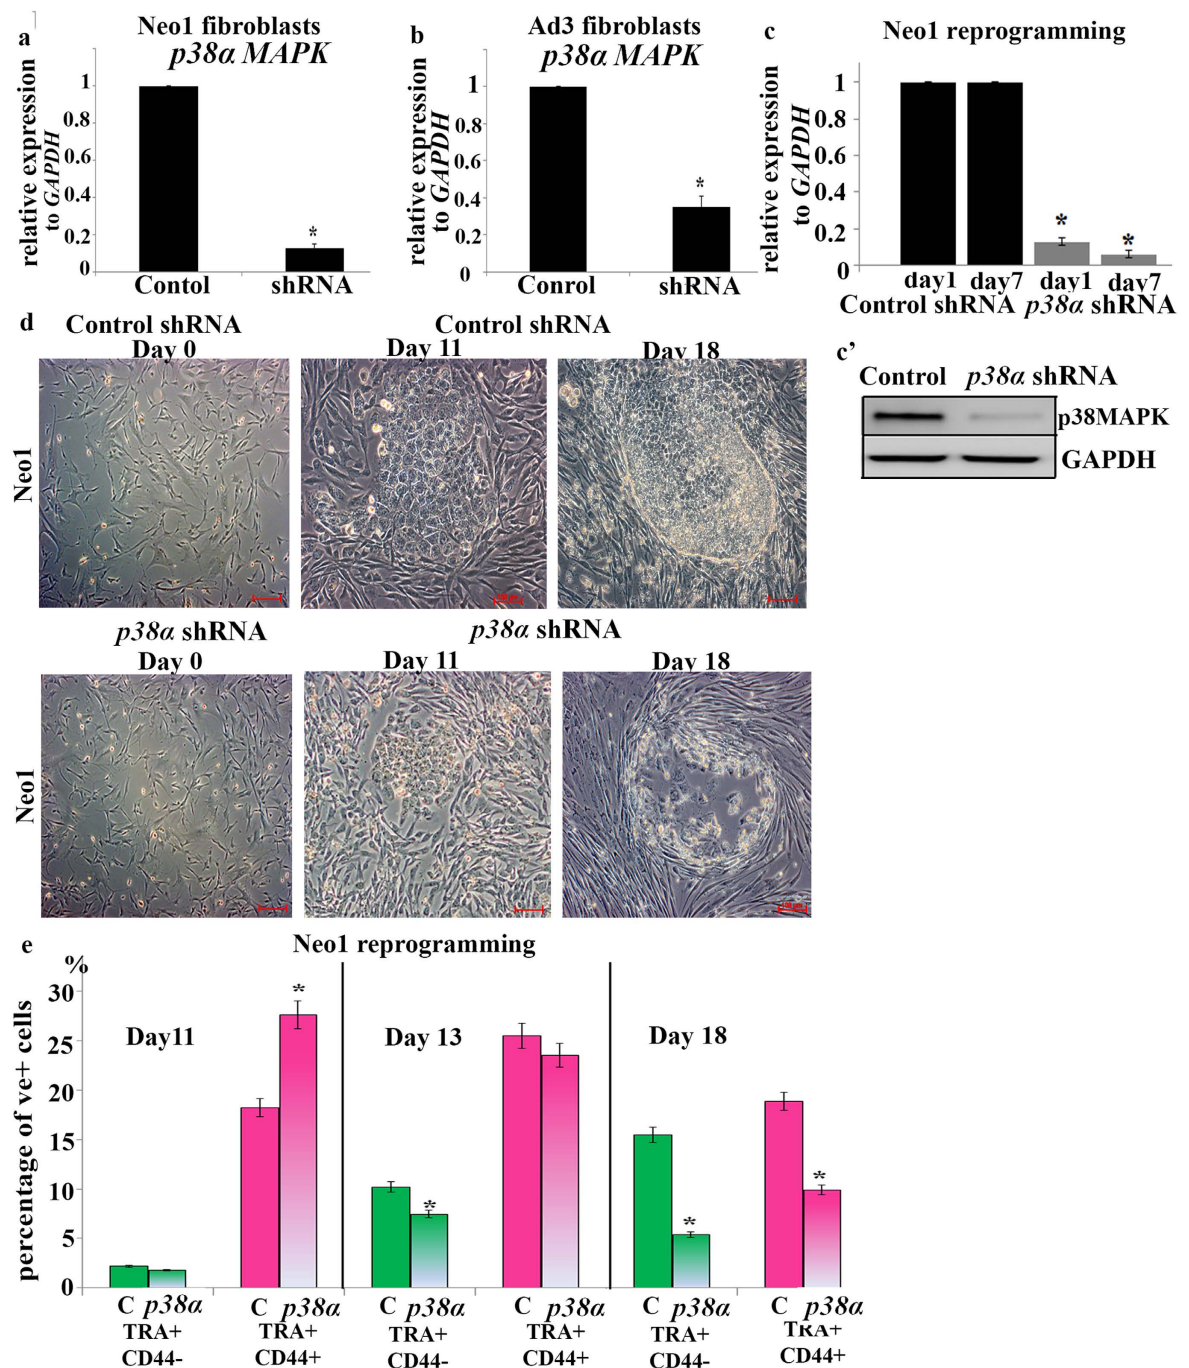 a
Neo1 fibroblasts
p38α MAPK
relative expression
to GAPDH
1
0.8
0.6
0.4
0.2
0
*
Contol
shRNA
b
Ad3 fibroblasts
p38α MAPK
relative expression
to GAPDH
1
0.8
0.6
0.4
0.2
0
*
Conrol
shRNA
c
Neo1 reprogramming
relative expression
to GAPDH
1
0.8
0.6
0.4
0.2
0
*
*
day1 day7 day1 day7
Control shRNA p38α shRNA
c’
Control p38α shRNA
p38MAPK
GAPDH
d
Control shRNA
Day 0
Control shRNA
Day 11
Day 18
Neo1
p38α shRNA
Day 0
p38α shRNA
Day 11
Day 18
Neo1
e
Neo1 reprogramming
%
percentage of ve+ cells
30
25
20
15
10
5
0
Day11
Day 13
Day 18
*
*
*
*
C p38α
TRA+
CD44-
C p38α
TRA+
CD44+
C p38α
TRA+
CD44-
C p38α
TRA+
CD44+
C p38α
TRA+
CD44-
C p38α
TRA+
CD44+